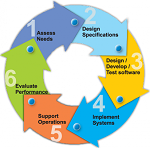 1
Assess
Needs
2
Design
Specifications
3
Design /
Develop /
Test software
4
Implement
Systems
5
Support
Operations
6
Evaluate
Performance